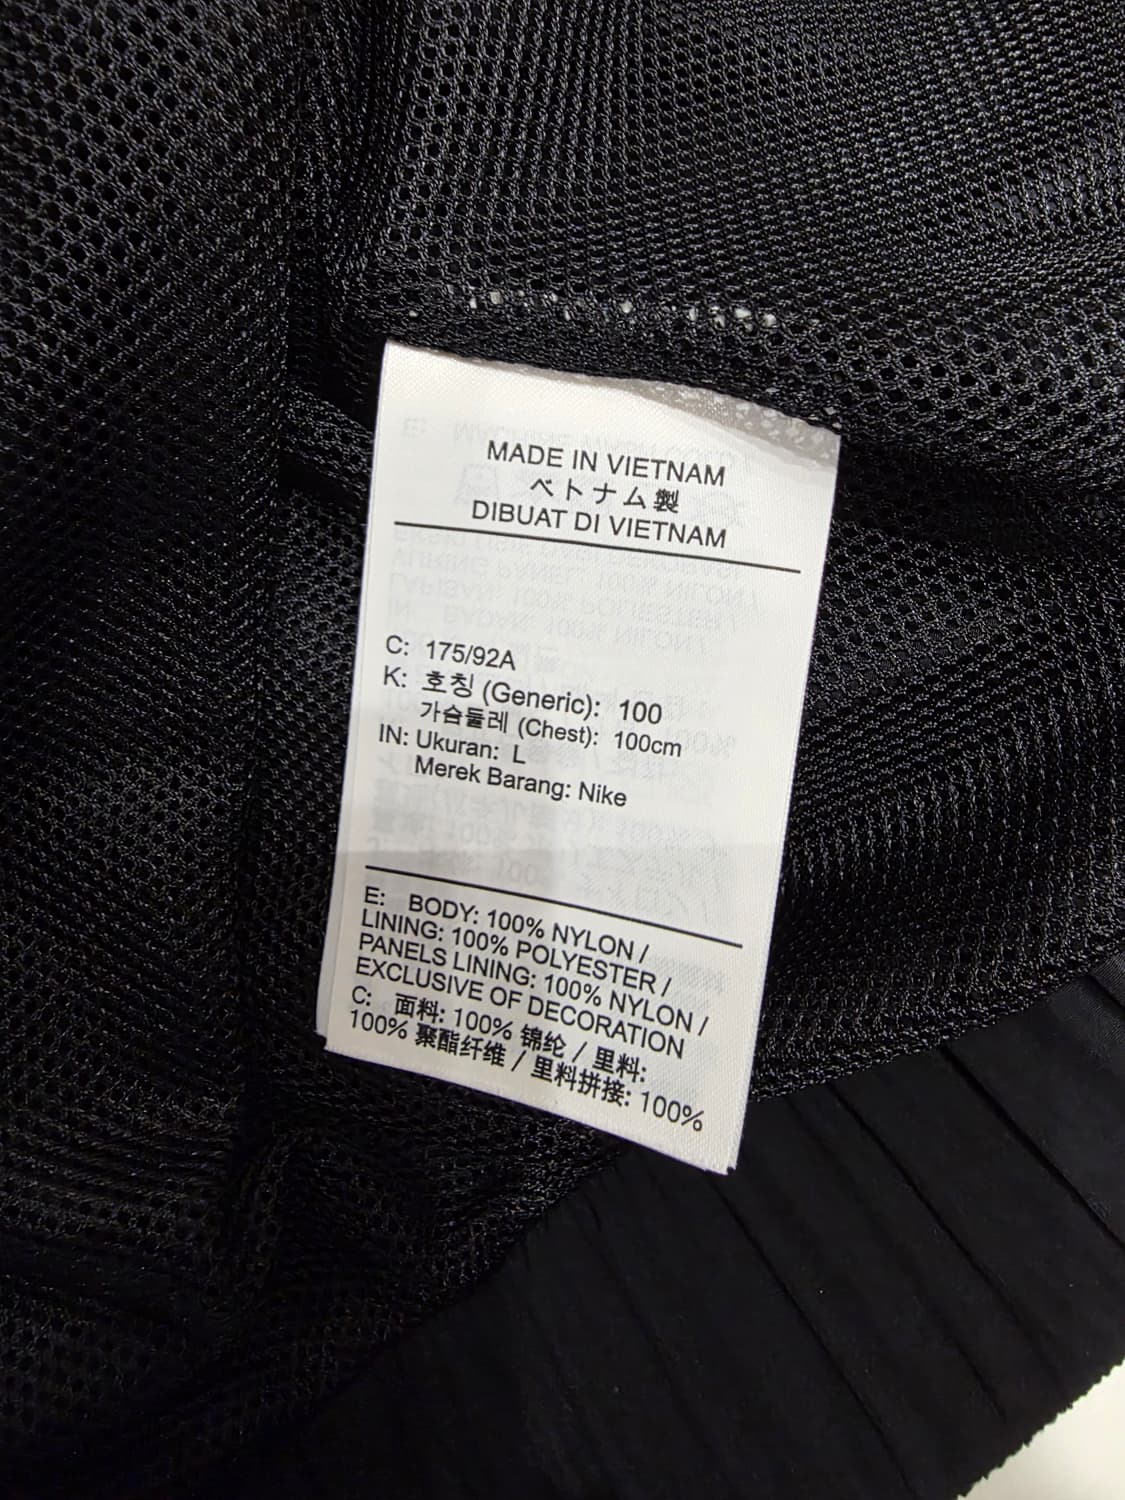 MADE IN VIETNAM
ベトナム製
DIBUAT DI VIETNAM
C: 175/92A
K: 호칭 (Generic): 100
가슴둘레 (Chest): 100cm
IN: Ukuran: L
Merek Barang: Nike
E: BODY: 100% NYLON /
LINING: 100% POLYESTER /
PANELS LINING: 100% NYLON /
EXCLUSIVE OF DECORATION
C: 面料: 100% 锦纶 / 里料:
100% 聚酯纤维 / 里料拼接: 100%